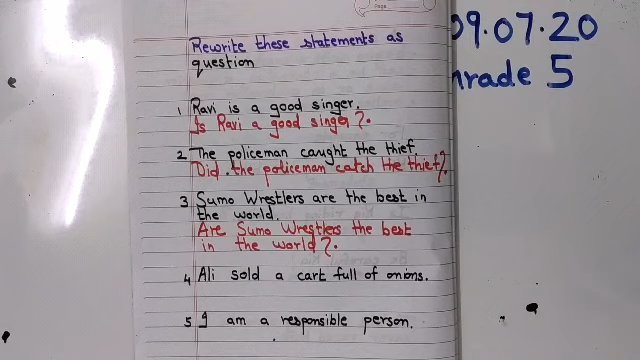 Page
09.07.20
Grade 5
Rewrite these statements as
question
1 Ravi is a good singer.
Is Ravi a good singer?.
2 The policeman caught the thief.
Did .the policeman catch the thief?.
3 Sumo Wrestlers are the best in
the world.
Are Sumo Wrestlers the best
in the world?.
4 Ali sold a cart full of onions.
5 I am a responsible person.